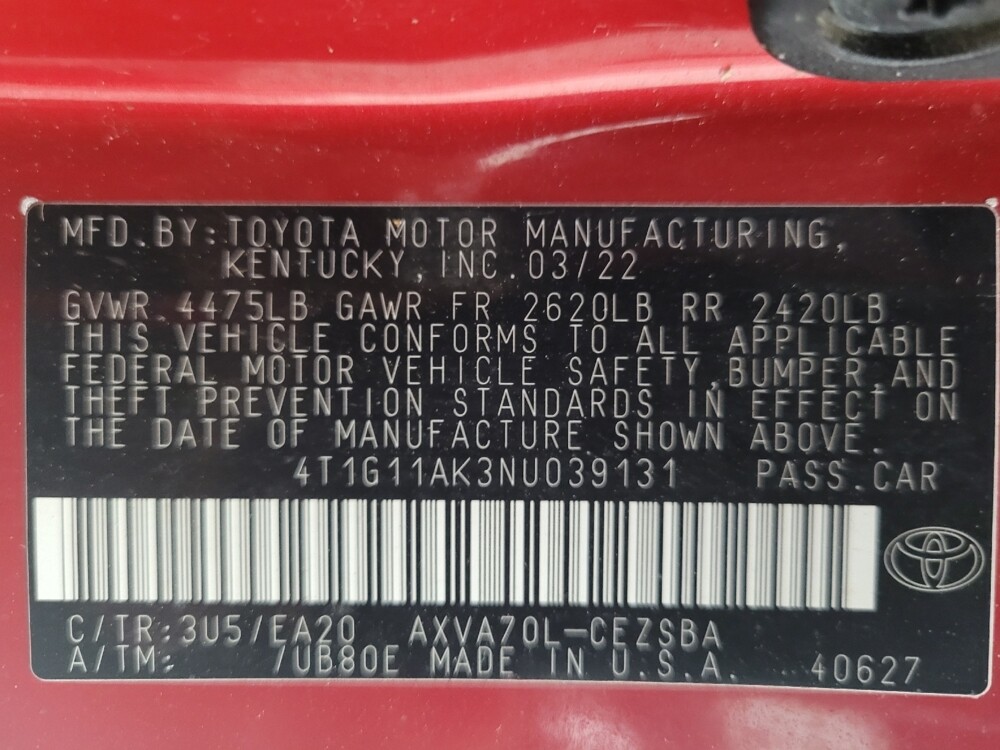 MFD.BY:TOYOTA MOTOR MANUFACTURING,
KENTUCKY,INC.03/22
GVWR 4475LB GAWR FR 2620LB RR 2420LB
THIS VEHICLE CONFORMS TO ALL APPLICABLE
FEDERAL MOTOR VEHICLE SAFETY,BUMPER,AND
THEFT PREVENTION STANDARDS IN EFFECT ON
THE DATE OF MANUFACTURE SHOWN ABOVE.
4T1G11AK3NU039131 PASS.CAR
C/TR:3U5/EA20 AXVA70L-CEZSBA
A/TM: /UB80E MADE IN U.S.A. 40627